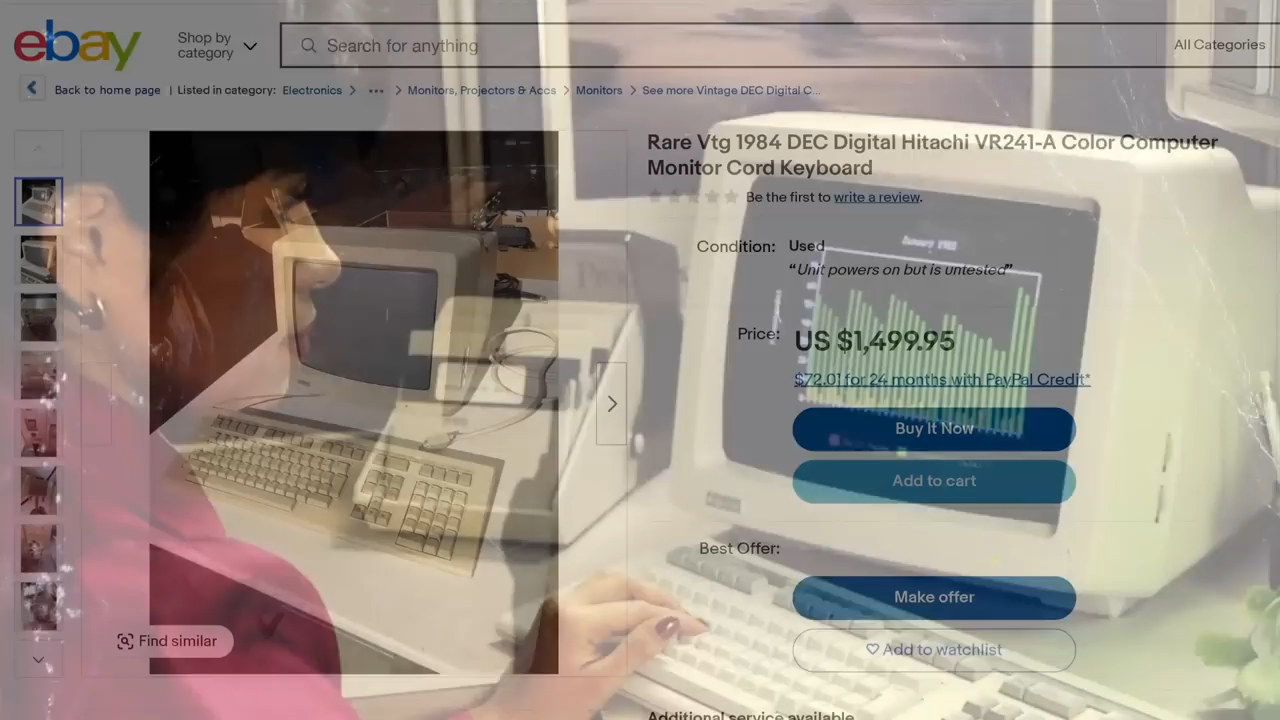 ebay
Shop by
category
Search for anything
All Categories
Back to home page | Listed in category: Electronics > ••• > Monitors, Projectors & Accs > Monitors > See more Vintage DEC Digital C...
Rare Vtg 1984 DEC Digital Hitachi VR241-A Color Computer
Monitor Cord Keyboard
Be the first to write a review.
Condition: Used
“Unit powers on but is untested”
January 1982
Price: US $1,499.95
$72.01 for 24 months with PayPal Credit*
Buy It Now
Add to cart
Best Offer:
Make offer
Find similar
Add to watchlist
Additional service available